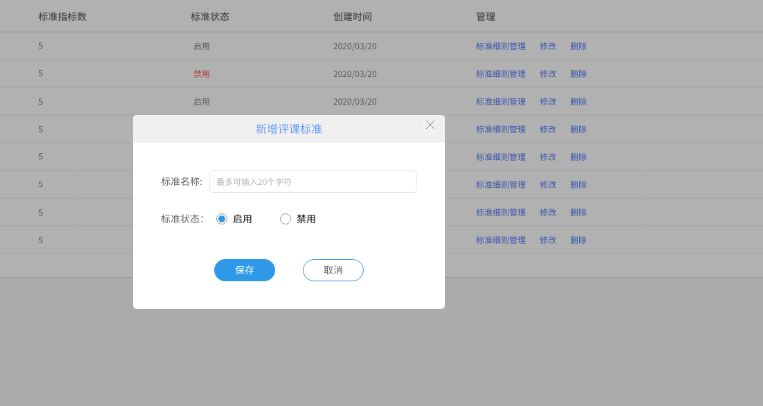 标准指标数 标准状态 创建时间 管理
5 启用 2020/03/20 标准细则管理 修改 删除
5 禁用 2020/03/20 标准细则管理 修改 删除
5 启用 2020/03/20 标准细则管理 修改 删除
5 标准细则管理 修改 删除
5 标准细则管理 修改 删除
5 标准细则管理 修改 删除
5 标准细则管理 修改 删除
5 标准细则管理 修改 删除
新增评课标准
标准名称: 最多可输入20个字符
标准状态: 启用 禁用
保存 取消